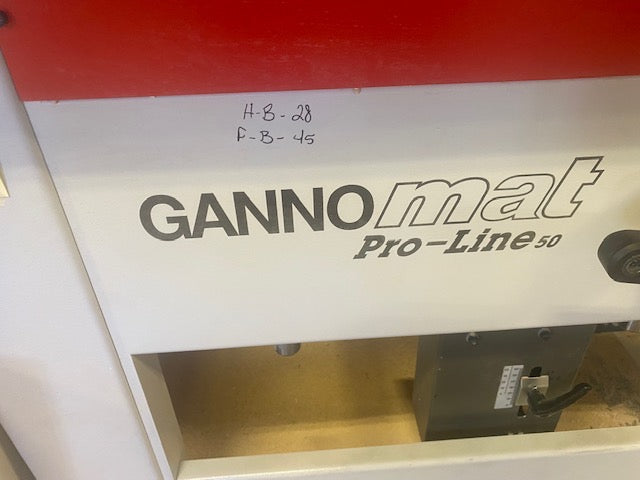 H-B-28
F-B-45
GANNOmat
Pro-Line 50